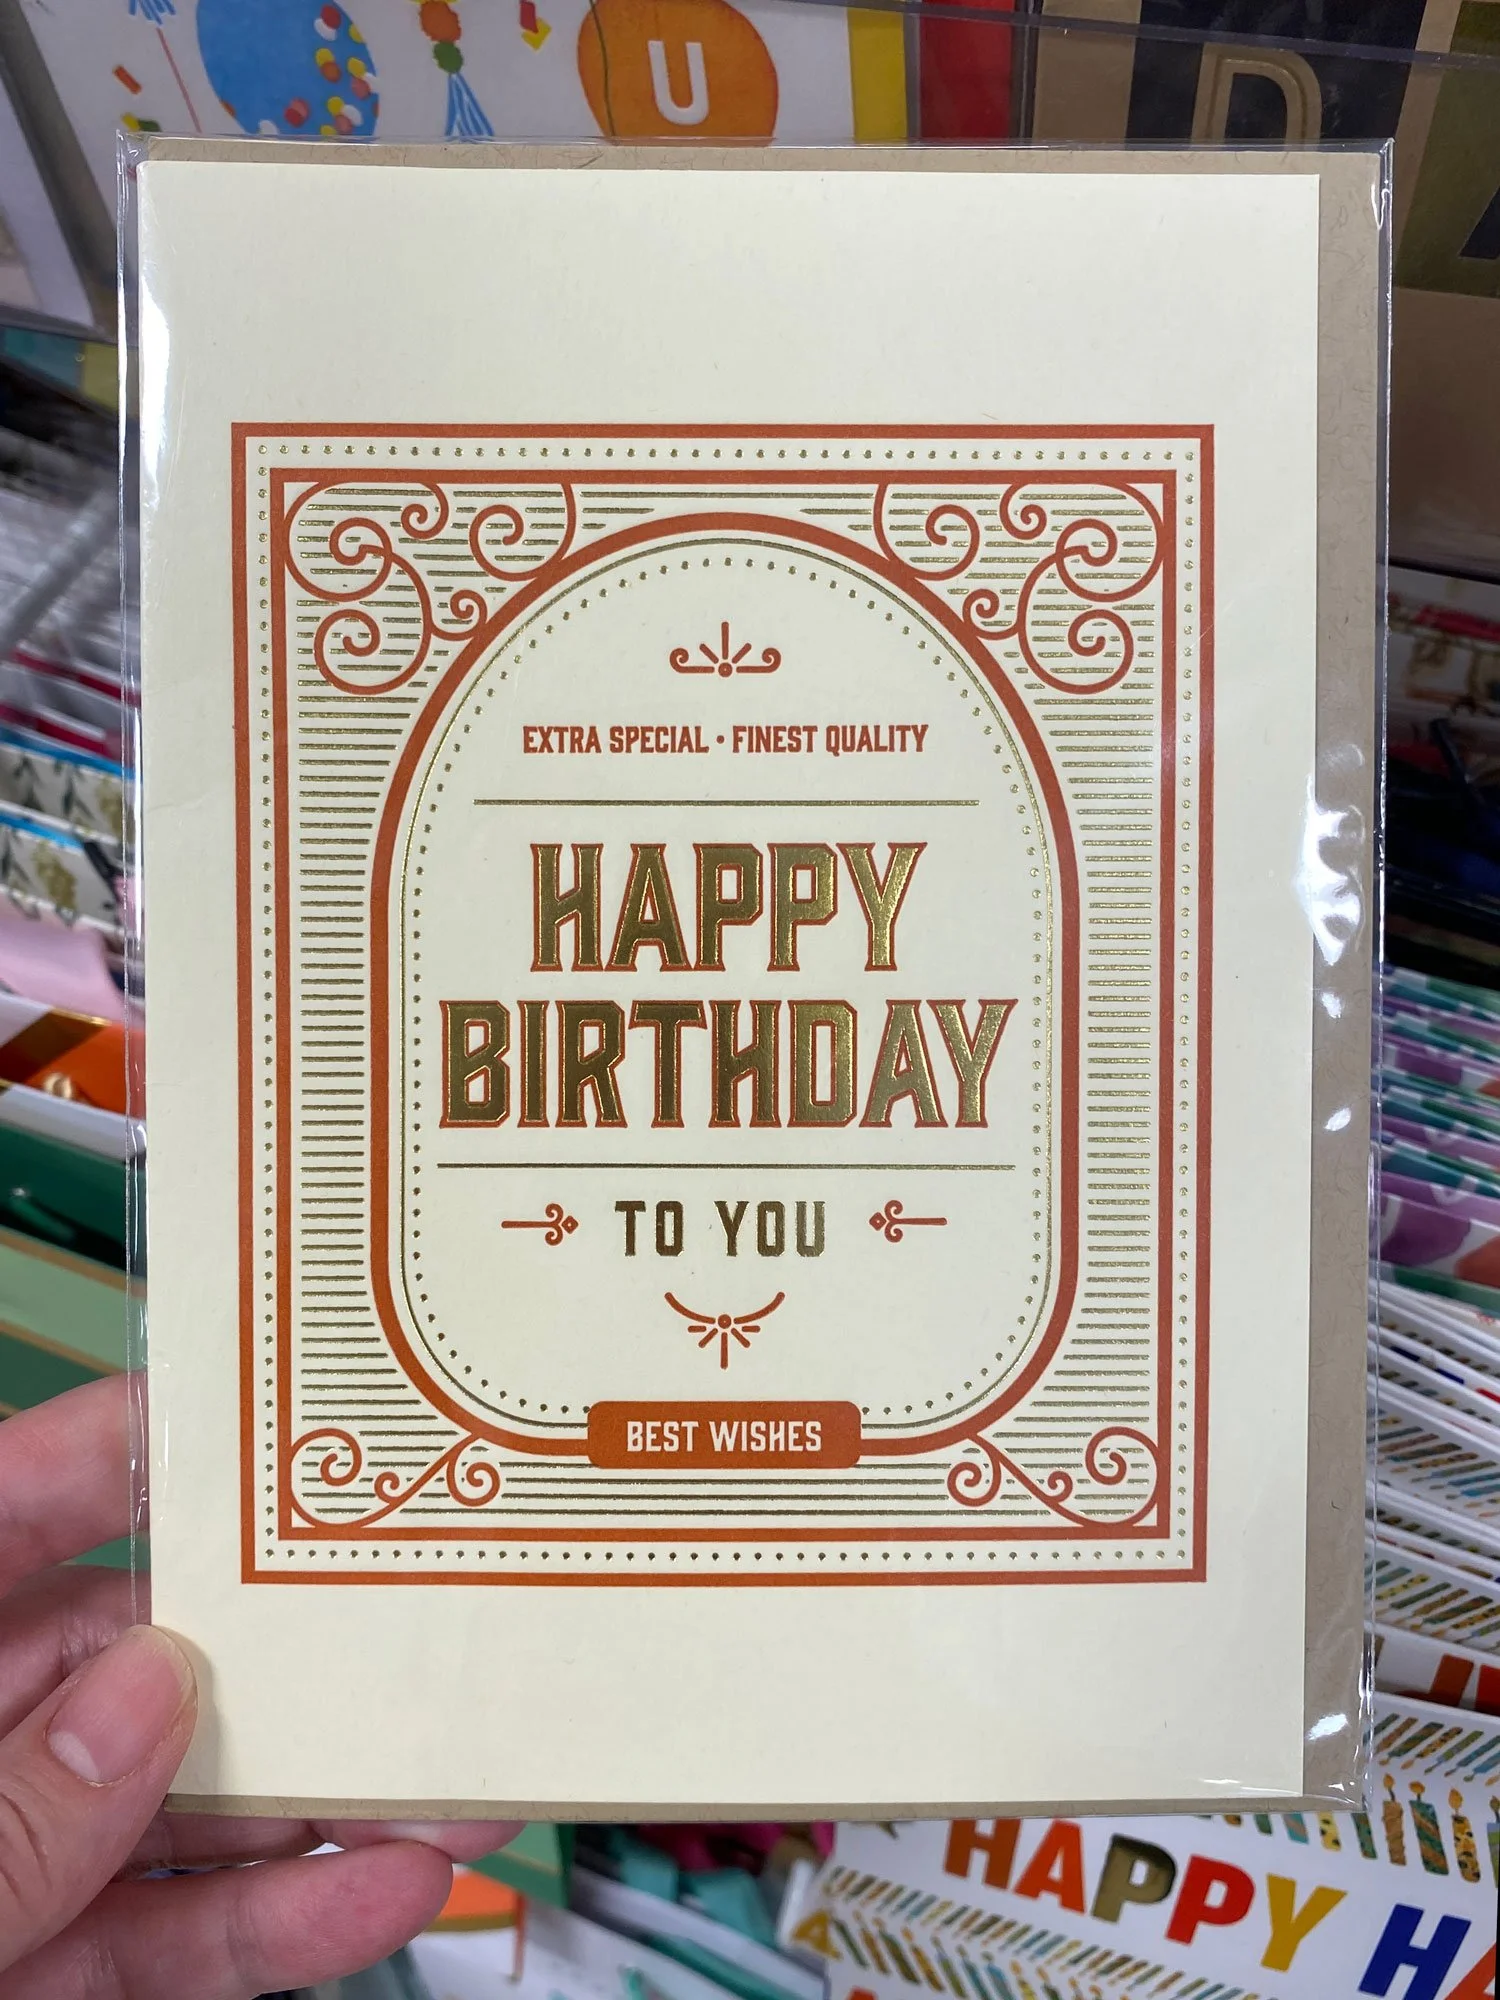 U
D
EXTRA SPECIAL • FINEST QUALITY
HAPPY
BIRTHDAY
TO YOU
BEST WISHES
HAPPY